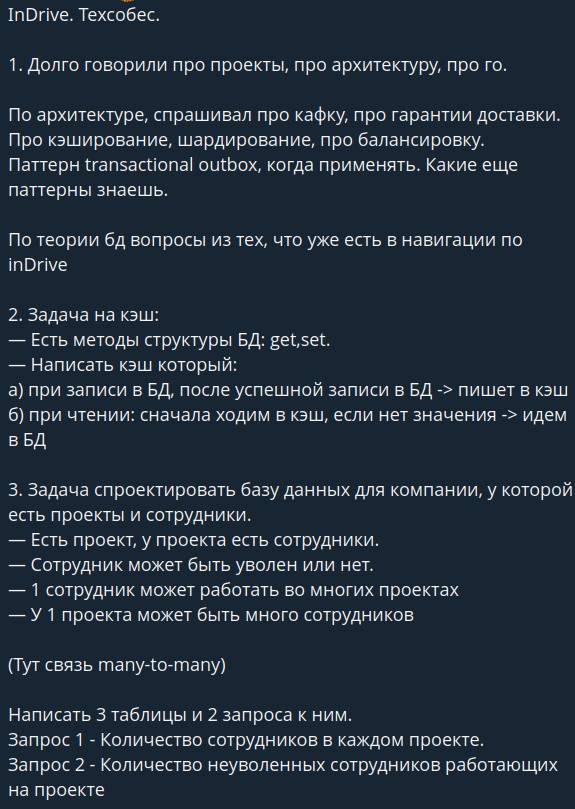 InDrive. Техсобес.
1. Долго говорили про проекты, про архитектуру, про го.
По архитектуре, спрашивал про кафку, про гарантии доставки.
Про кэширование, шардирование, про балансировку.
Паттерн transactional outbox, когда применять. Какие еще
паттерны знаешь.
По теории бд вопросы из тех, что уже есть в навигации по
inDrive
2. Задача на кэш:
— Есть методы структуры БД: get,set.
— Написать кэш который:
а) при записи в БД, после успешной записи в БД -> пишет в кэш
б) при чтении: сначала ходим в кэш, если нет значения -> идем
в БД
3. Задача спроектировать базу данных для компании, у которой
есть проекты и сотрудники.
— Есть проект, у проекта есть сотрудники.
— Сотрудник может быть уволен или нет.
— 1 сотрудник может работать во многих проектах
— У 1 проекта может быть много сотрудников
(Тут связь many-to-many)
Написать 3 таблицы и 2 запроса к ним.
Запрос 1 - Количество сотрудников в каждом проекте.
Запрос 2 - Количество неуволенных сотрудников работающих
на проекте